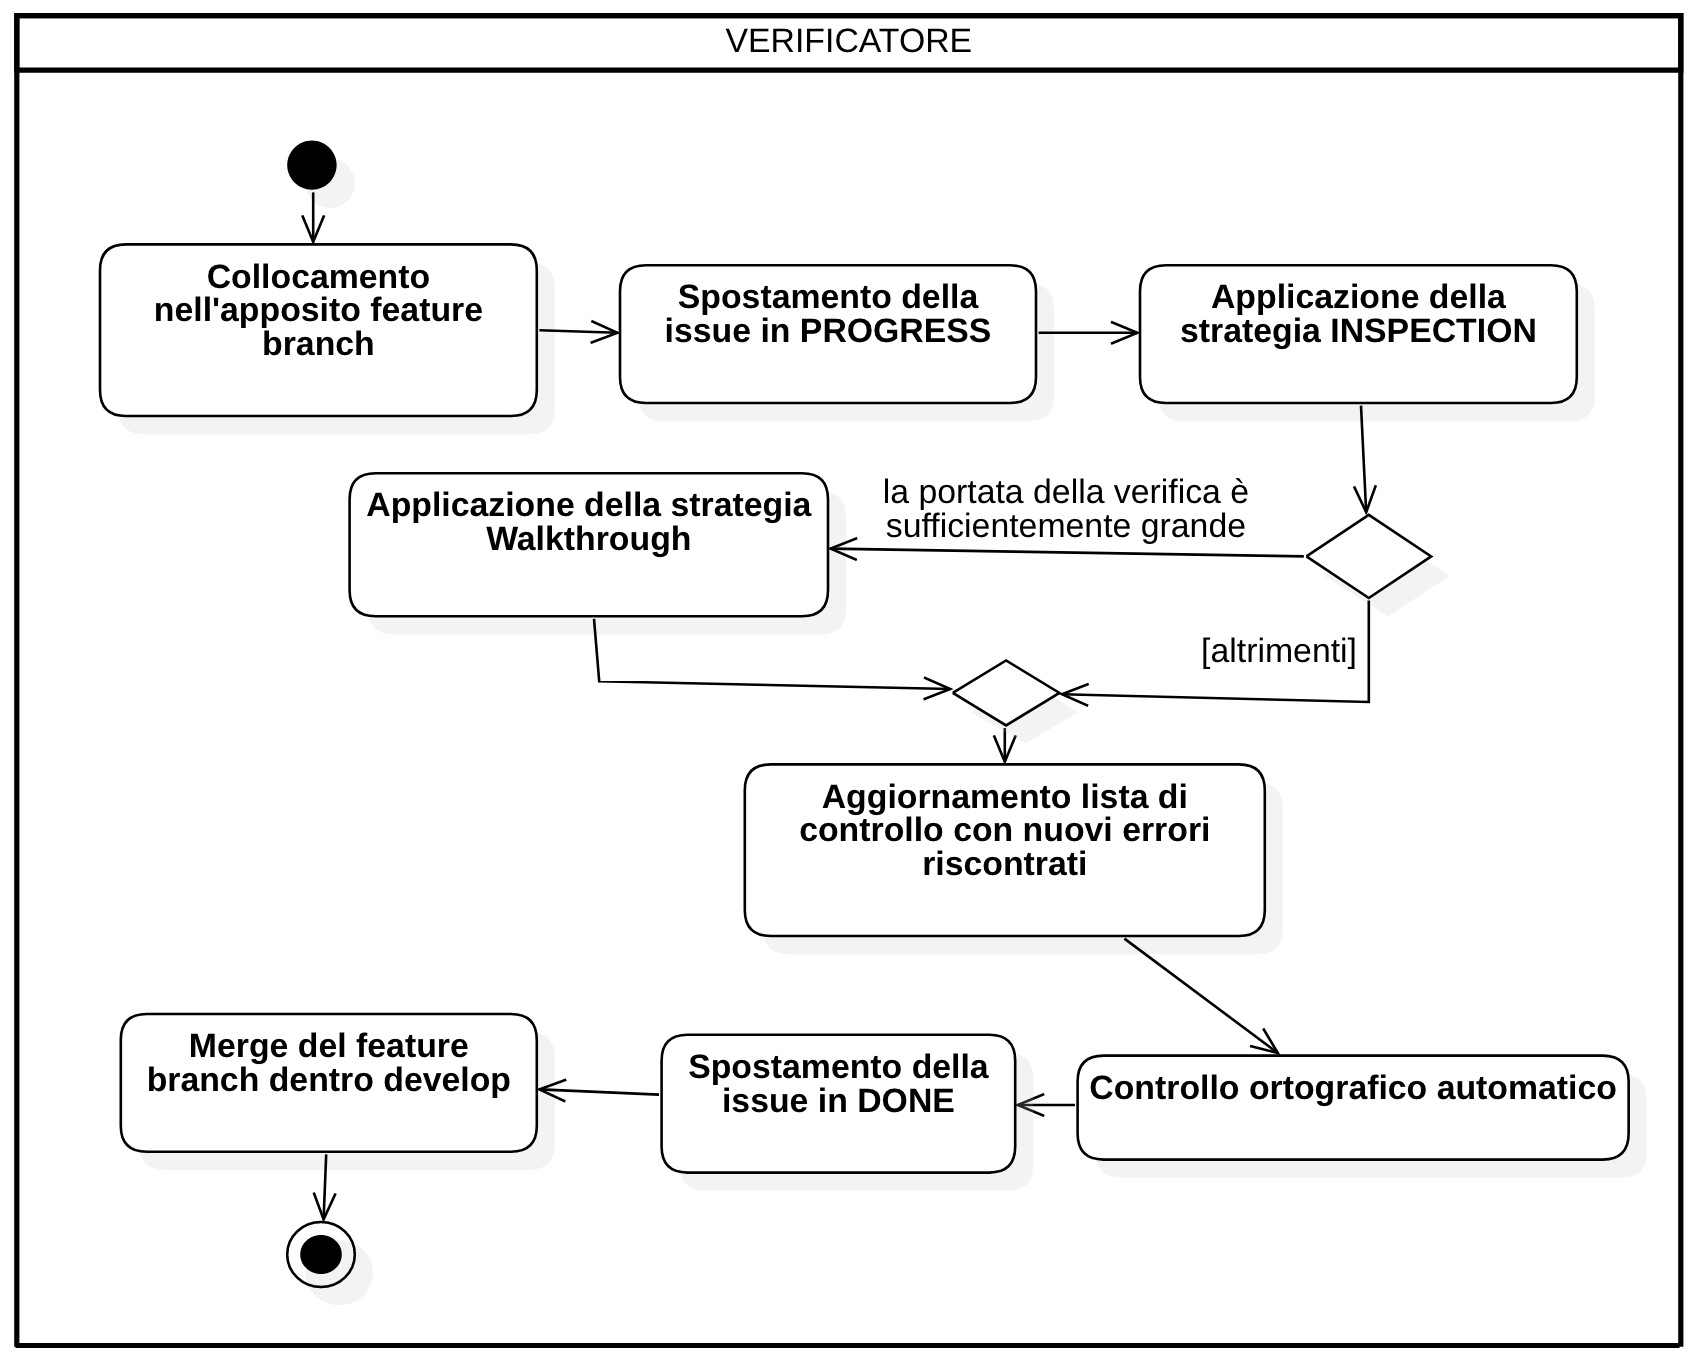 VERIFICATORE
Collocamento
nell'apposito feature
branch
Spostamento della
issue in PROGRESS
Applicazione della
strategia INSPECTION
Applicazione della strategia
Walkthrough
la portata della verifica è
sufficientemente grande
[altrimenti]
Aggiornamento lista di
controllo con nuovi errori
riscontrati
Merge del feature
branch dentro develop
Spostamento della
issue in DONE
Controllo ortografico automatico